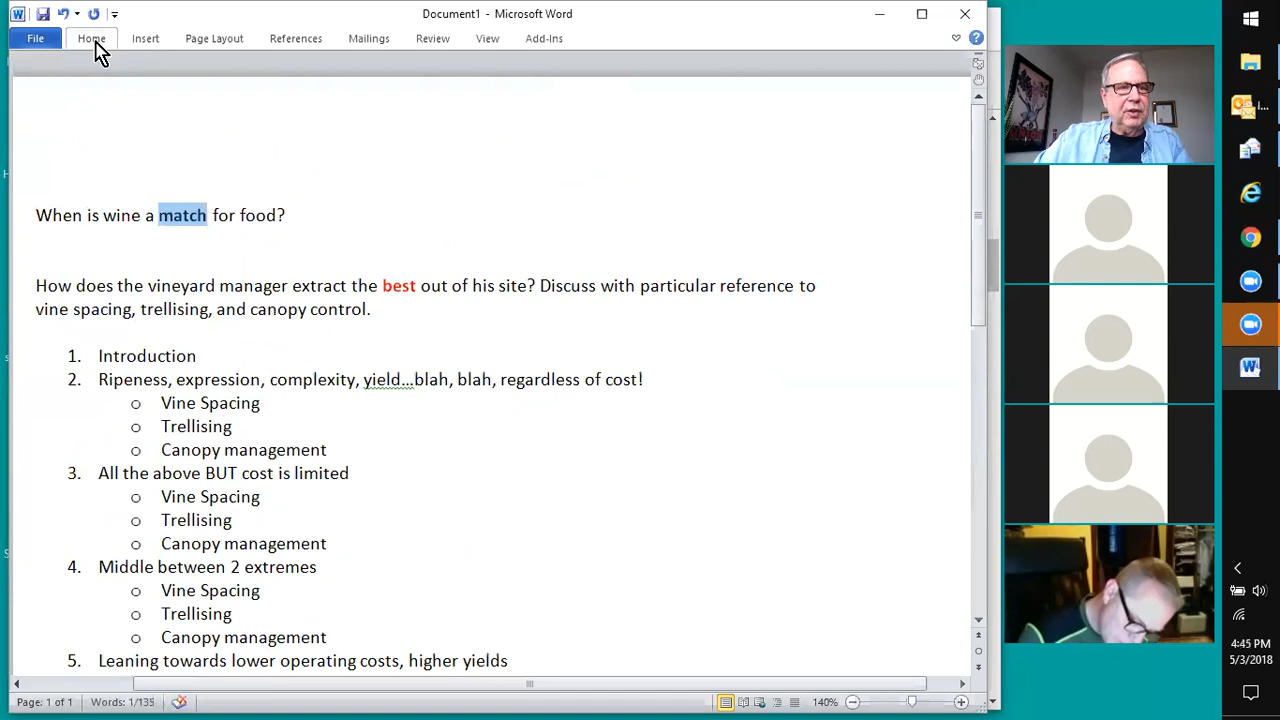 Document1 - Microsoft Word
File Home Insert Page Layout References Mailings Review View Add-Ins
When is wine a match for food?
How does the vineyard manager extract the best out of his site? Discuss with particular reference to
vine spacing, trellising, and canopy control.
1. Introduction
2. Ripeness, expression, complexity, yield...blah, blah, regardless of cost!
o Vine Spacing
o Trellising
o Canopy management
3. All the above BUT cost is limited
o Vine Spacing
o Trellising
o Canopy management
4. Middle between 2 extremes
o Vine Spacing
o Trellising
o Canopy management
5. Leaning towards lower operating costs, higher yields
Page: 1 of 1 Words: 1/135 140%
4:45 PM
5/3/2018